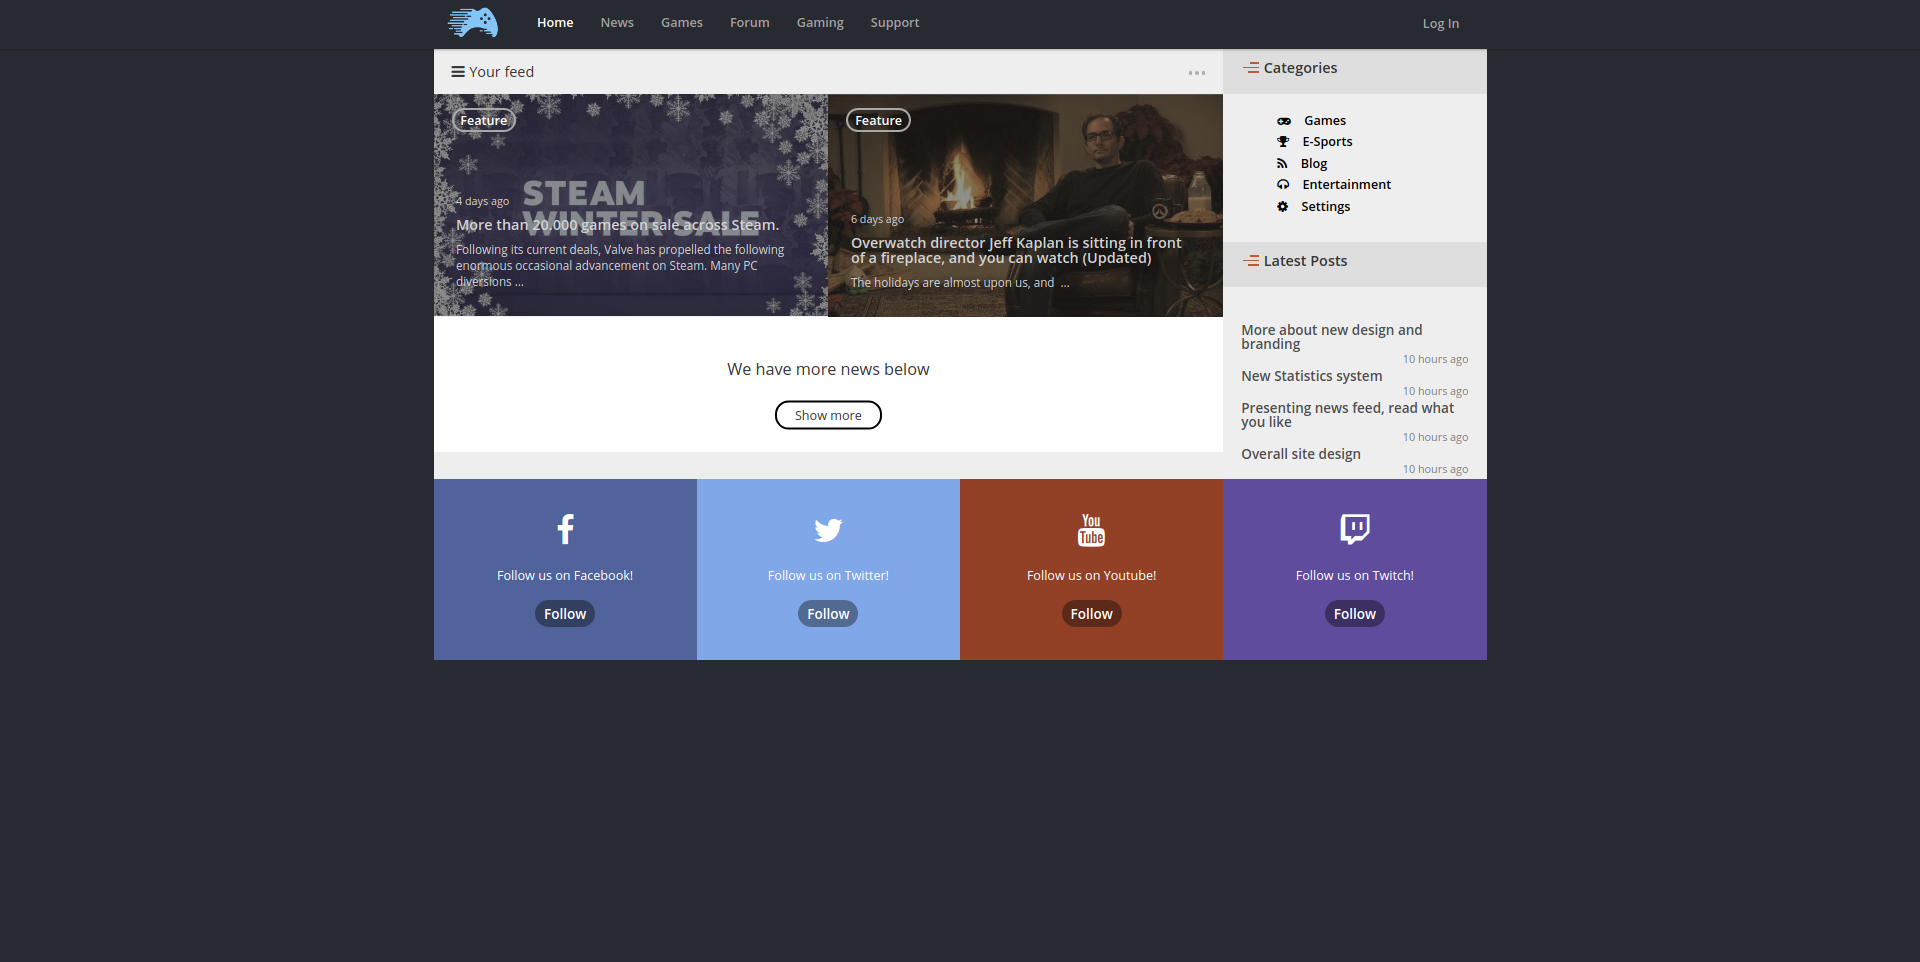 Home News Games Forum Gaming Support Log In
Your feed
Feature
STEAM
WINTER SALE
4 days ago
More than 20.000 games on sale across Steam.
Following its current deals, Valve has propelled the following
enormous occasional advancement on Steam. Many PC
diversions ...
Feature
6 days ago
Overwatch director Jeff Kaplan is sitting in front
of a fireplace, and you can watch (Updated)
The holidays are almost upon us, and ...
We have more news below
Show more
Categories
Games
E-Sports
Blog
Entertainment
Settings
Latest Posts
More about new design and
branding
10 hours ago
New Statistics system
10 hours ago
Presenting news feed, read what
you like
10 hours ago
Overall site design
10 hours ago
Follow us on Facebook!
Follow
Follow us on Twitter!
Follow
You
Tube
Follow us on Youtube!
Follow
Follow us on Twitch!
Follow